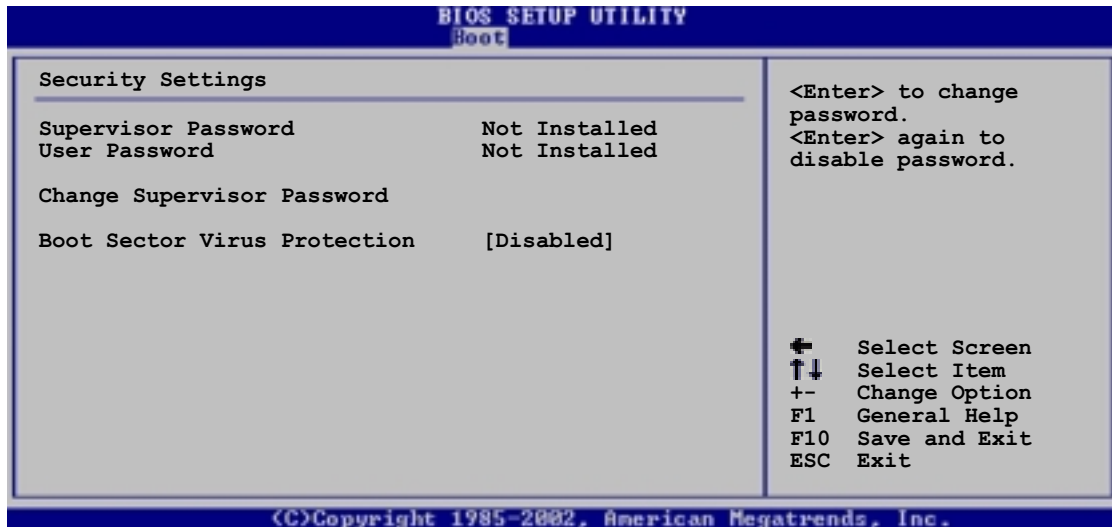 BIOS SETUP UTILITY
Boot
Security Settings
Supervisor Password Not Installed
User Password Not Installed
Change Supervisor Password
Boot Sector Virus Protection [Disabled]
<Enter> to change
password.
<Enter> again to
disable password.
← Select Screen
↑↓ Select Item
+- Change Option
F1 General Help
F10 Save and Exit
ESC Exit
(C)Copyright 1985-2002, American Megatrends, Inc.